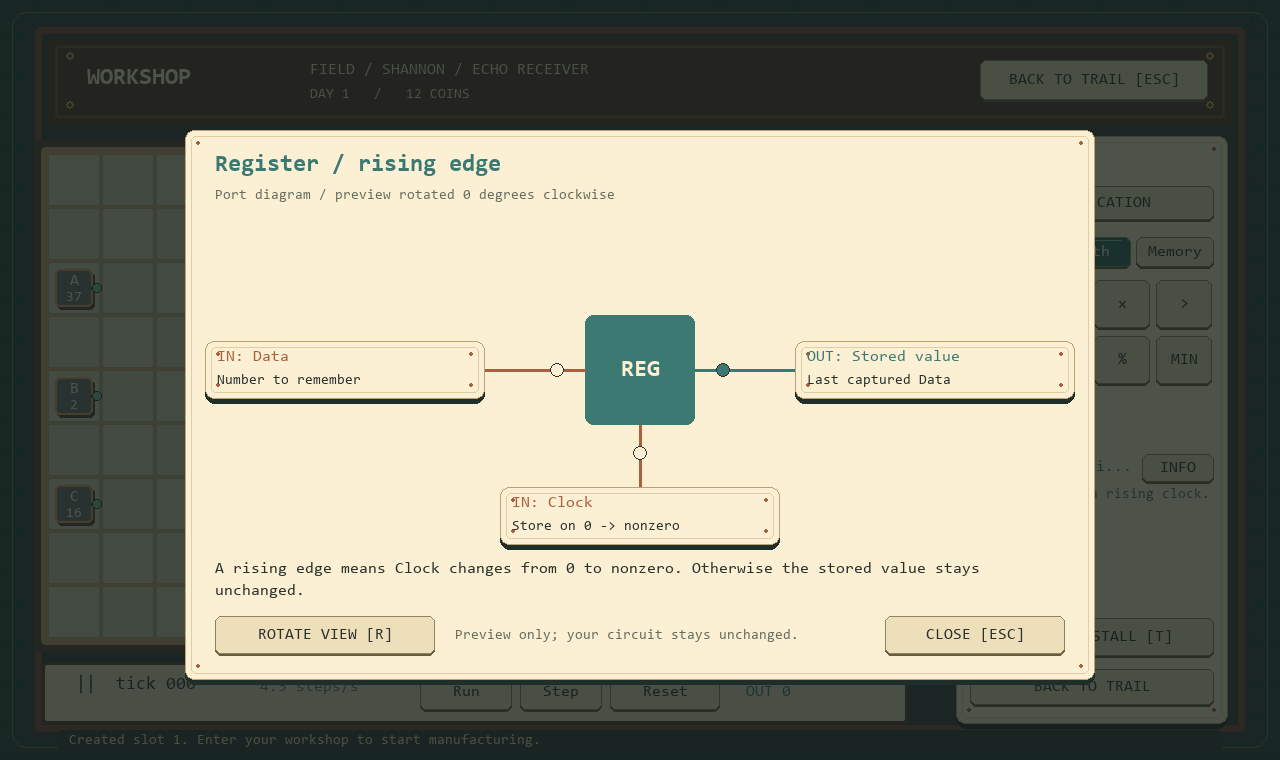 WORKSHOP
FIELD / SHANNON / ECHO RECEIVER
DAY 1 / 12 COINS
BACK TO TRAIL [ESC]
Register / rising edge
Port diagram / preview rotated 0 degrees clockwise
CATION
th
Memory
A
37
x
>
IN: Data
Number to remember
REG
OUT: Stored value
Last captured Data
%
MIN
B
2
i...
INFO
rising clock.
C
16
IN: Clock
Store on 0 -> nonzero
A rising edge means Clock changes from 0 to nonzero. Otherwise the stored value stays
unchanged.
ROTATE VIEW [R]
Preview only; your circuit stays unchanged.
CLOSE [ESC]
STALL [T]
|| tick 000
4.5 steps/s
Run
Step
Reset
OUT 0
BACK TO TRAIL
Created slot 1. Enter your workshop to start manufacturing.